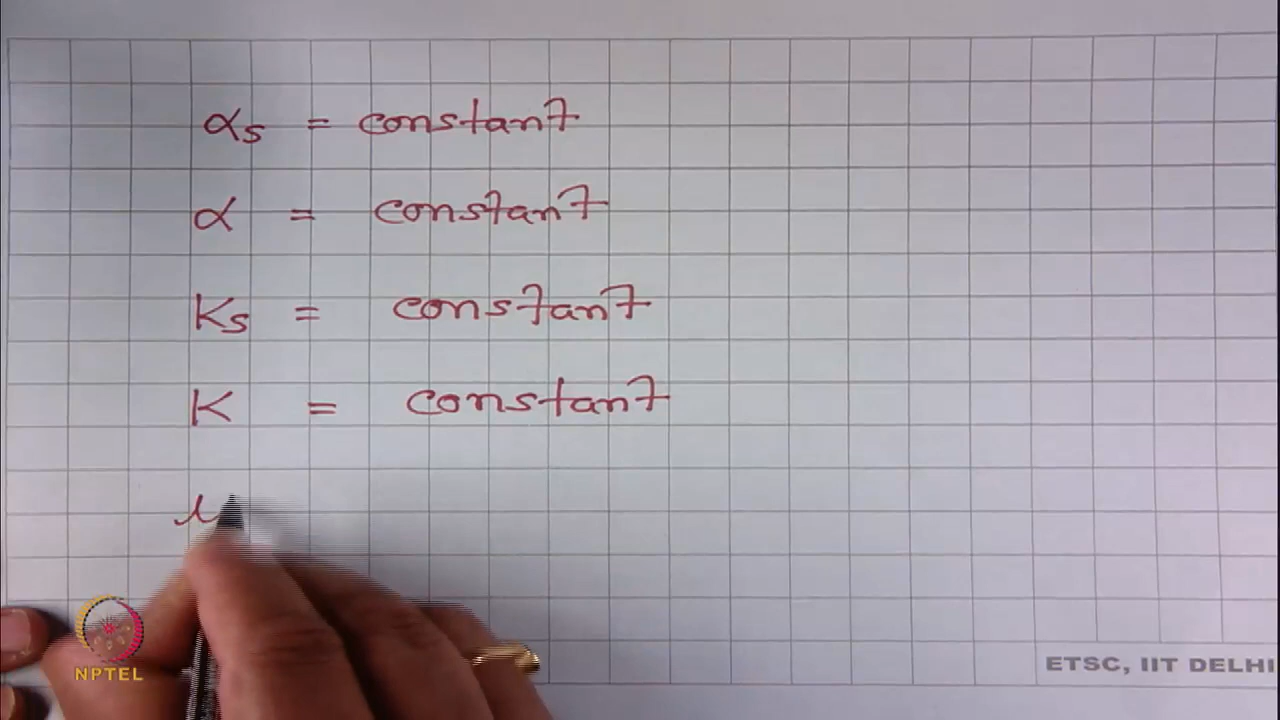 αs = constant
α = constant
Ks = constant
K = constant
NPTEL
ETSC, IIT DELHI